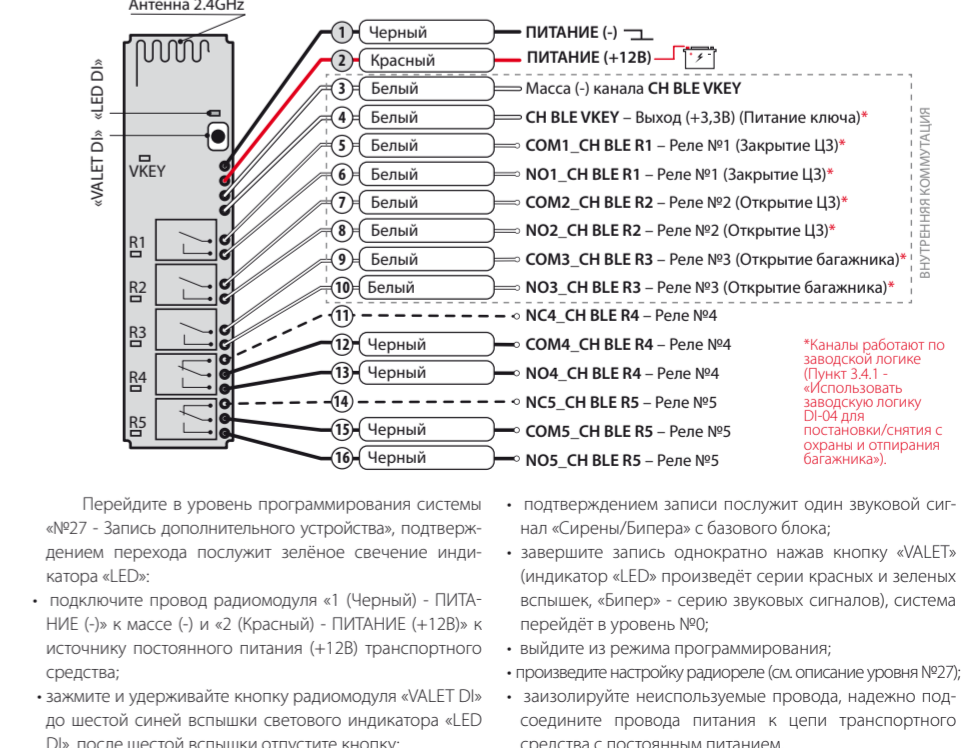 Антенна 2.4GHz
«LED DI»
«VALET DI»
VKEY
R1
R2
R3
R4
R5
1 Черный ПИТАНИЕ (-)
2 Красный ПИТАНИЕ (+12В)
3 Белый Масса (-) канала CH BLE VKEY
4 Белый CH BLE VKEY – Выход (+3,3В) (Питание ключа)*
5 Белый COM1_CH BLE R1 – Реле №1 (Закрытие ЦЗ)*
6 Белый NO1_CH BLE R1 – Реле №1 (Закрытие ЦЗ)*
7 Белый COM2_CH BLE R2 – Реле №2 (Открытие ЦЗ)*
8 Белый NO2_CH BLE R2 – Реле №2 (Открытие ЦЗ)*
9 Белый COM3_CH BLE R3 – Реле №3 (Открытие багажника)*
10 Белый NO3_CH BLE R3 – Реле №3 (Открытие багажника)*
11 NC4_CH BLE R4 – Реле №4
12 Черный COM4_CH BLE R4 – Реле №4
13 Черный NO4_CH BLE R4 – Реле №4
14 NC5_CH BLE R5 – Реле №5
15 Черный COM5_CH BLE R5 – Реле №5
16 Черный NO5_CH BLE R5 – Реле №5
ВНУТРЕННЯЯ КОММУТАЦИЯ
*Каналы работают по
заводской логике
(Пункт 3.4.1 -
«Использовать
заводскую логику
DI-04 для
постановки/снятия с
охраны и отпирания
багажника»).
Перейдите в уровень программирования системы
«№27 - Запись дополнительного устройства», подтверж-
дением перехода послужит зелёное свечение инди-
катора «LED»:
• подключите провод радиомодуля «1 (Черный) - ПИТА-
НИЕ (-)» к массе (-) и «2 (Красный) - ПИТАНИЕ (+12В)» к
источнику постоянного питания (+12В) транспортного
средства;
• зажмите и удерживайте кнопку радиомодуля «VALET DI»
до шестой синей вспышки светового индикатора «LED
DI», после шестой вспышки отпустите кнопку;
• подтверждением записи послужит один звуковой сиг-
нал «Сирены/Бипера» с базового блока;
• завершите запись однократно нажав кнопку «VALET»
(индикатор «LED» произведёт серии красных и зеленых
вспышек, «Бипер» - серию звуковых сигналов), система
перейдёт в уровень №0;
• выйдите из режима программирования;
• произведите настройку радиореле (см. описание уровня №27);
• заизолируйте неиспользуемые провода, надежно под-
соедините провода питания к цепи транспортного
средства с постоянным питанием.